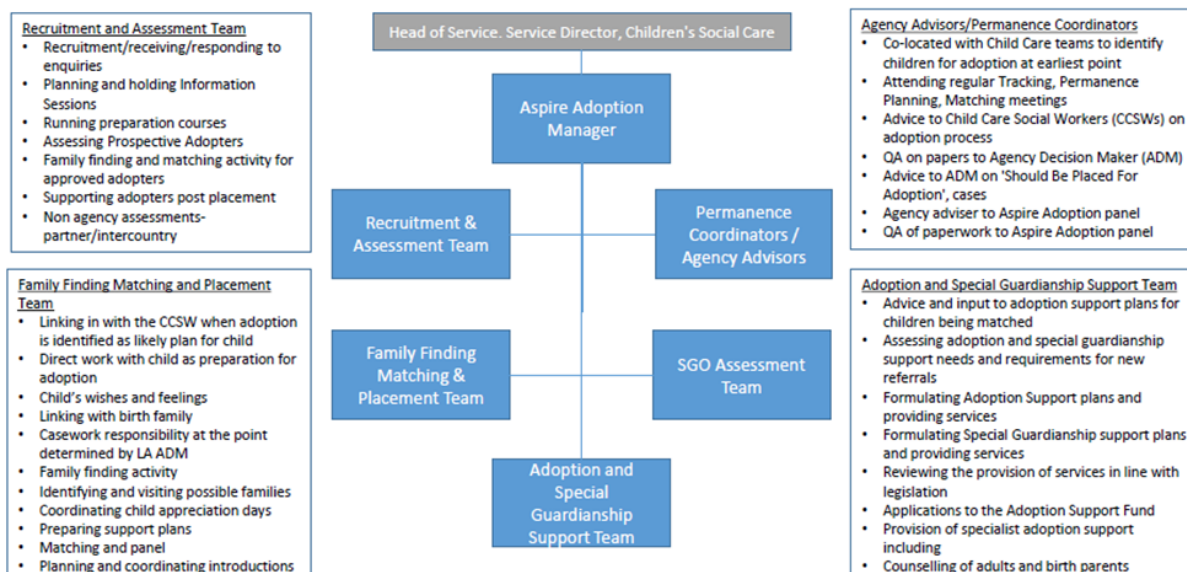 Recruitment and Assessment Team
• Recruitment/receiving/responding to
enquiries
• Planning and holding Information
Sessions
• Running preparation courses
• Assessing Prospective Adopters
• Family finding and matching activity for
approved adopters
• Supporting adopters post placement
• Non agency assessments-
partner/intercountry
Family Finding Matching and Placement
Team
• Linking in with the CCSW when adoption
is identified as likely plan for child
• Direct work with child as preparation for
adoption
• Child's wishes and feelings
• Linking with birth family
• Casework responsibility at the point
determined by LA ADM
• Family finding activity
• Identifying and visiting possible families
• Coordinating child appreciation days
• Preparing support plans
• Matching and panel
• Planning and coordinating introductions
Head of Service. Service Director, Children's Social Care
Aspire Adoption
Manager
Recruitment &
Assessment Team
Permanence
Coordinators /
Agency Advisors
Family Finding
Matching &
Placement Team
SGO Assessment
Team
Adoption and
Special
Guardianship
Support Team
Agency Advisors/Permanence Coordinators
• Co-located with Child Care teams to identify
children for adoption at earliest point
• Attending regular Tracking, Permanence
Planning, Matching meetings
• Advice to Child Care Social Workers (CCSWs) on
adoption process
• QA on papers to Agency Decision Maker (ADM)
• Advice to ADM on 'Should Be Placed For
Adoption', cases
• Agency adviser to Aspire Adoption panel
• QA of paperwork to Aspire Adoption panel
Adoption and Special Guardianship Support Team
• Advice and input to adoption support plans for
children being matched
• Assessing adoption and special guardianship
support needs and requirements for new
referrals
• Formulating Adoption Support plans and
providing services
• Formulating Special Guardianship support plans
and providing services
• Reviewing the provision of services in line with
legislation
• Applications to the Adoption Support Fund
• Provision of specialist adoption support
including
• Counselling of adults and birth parents